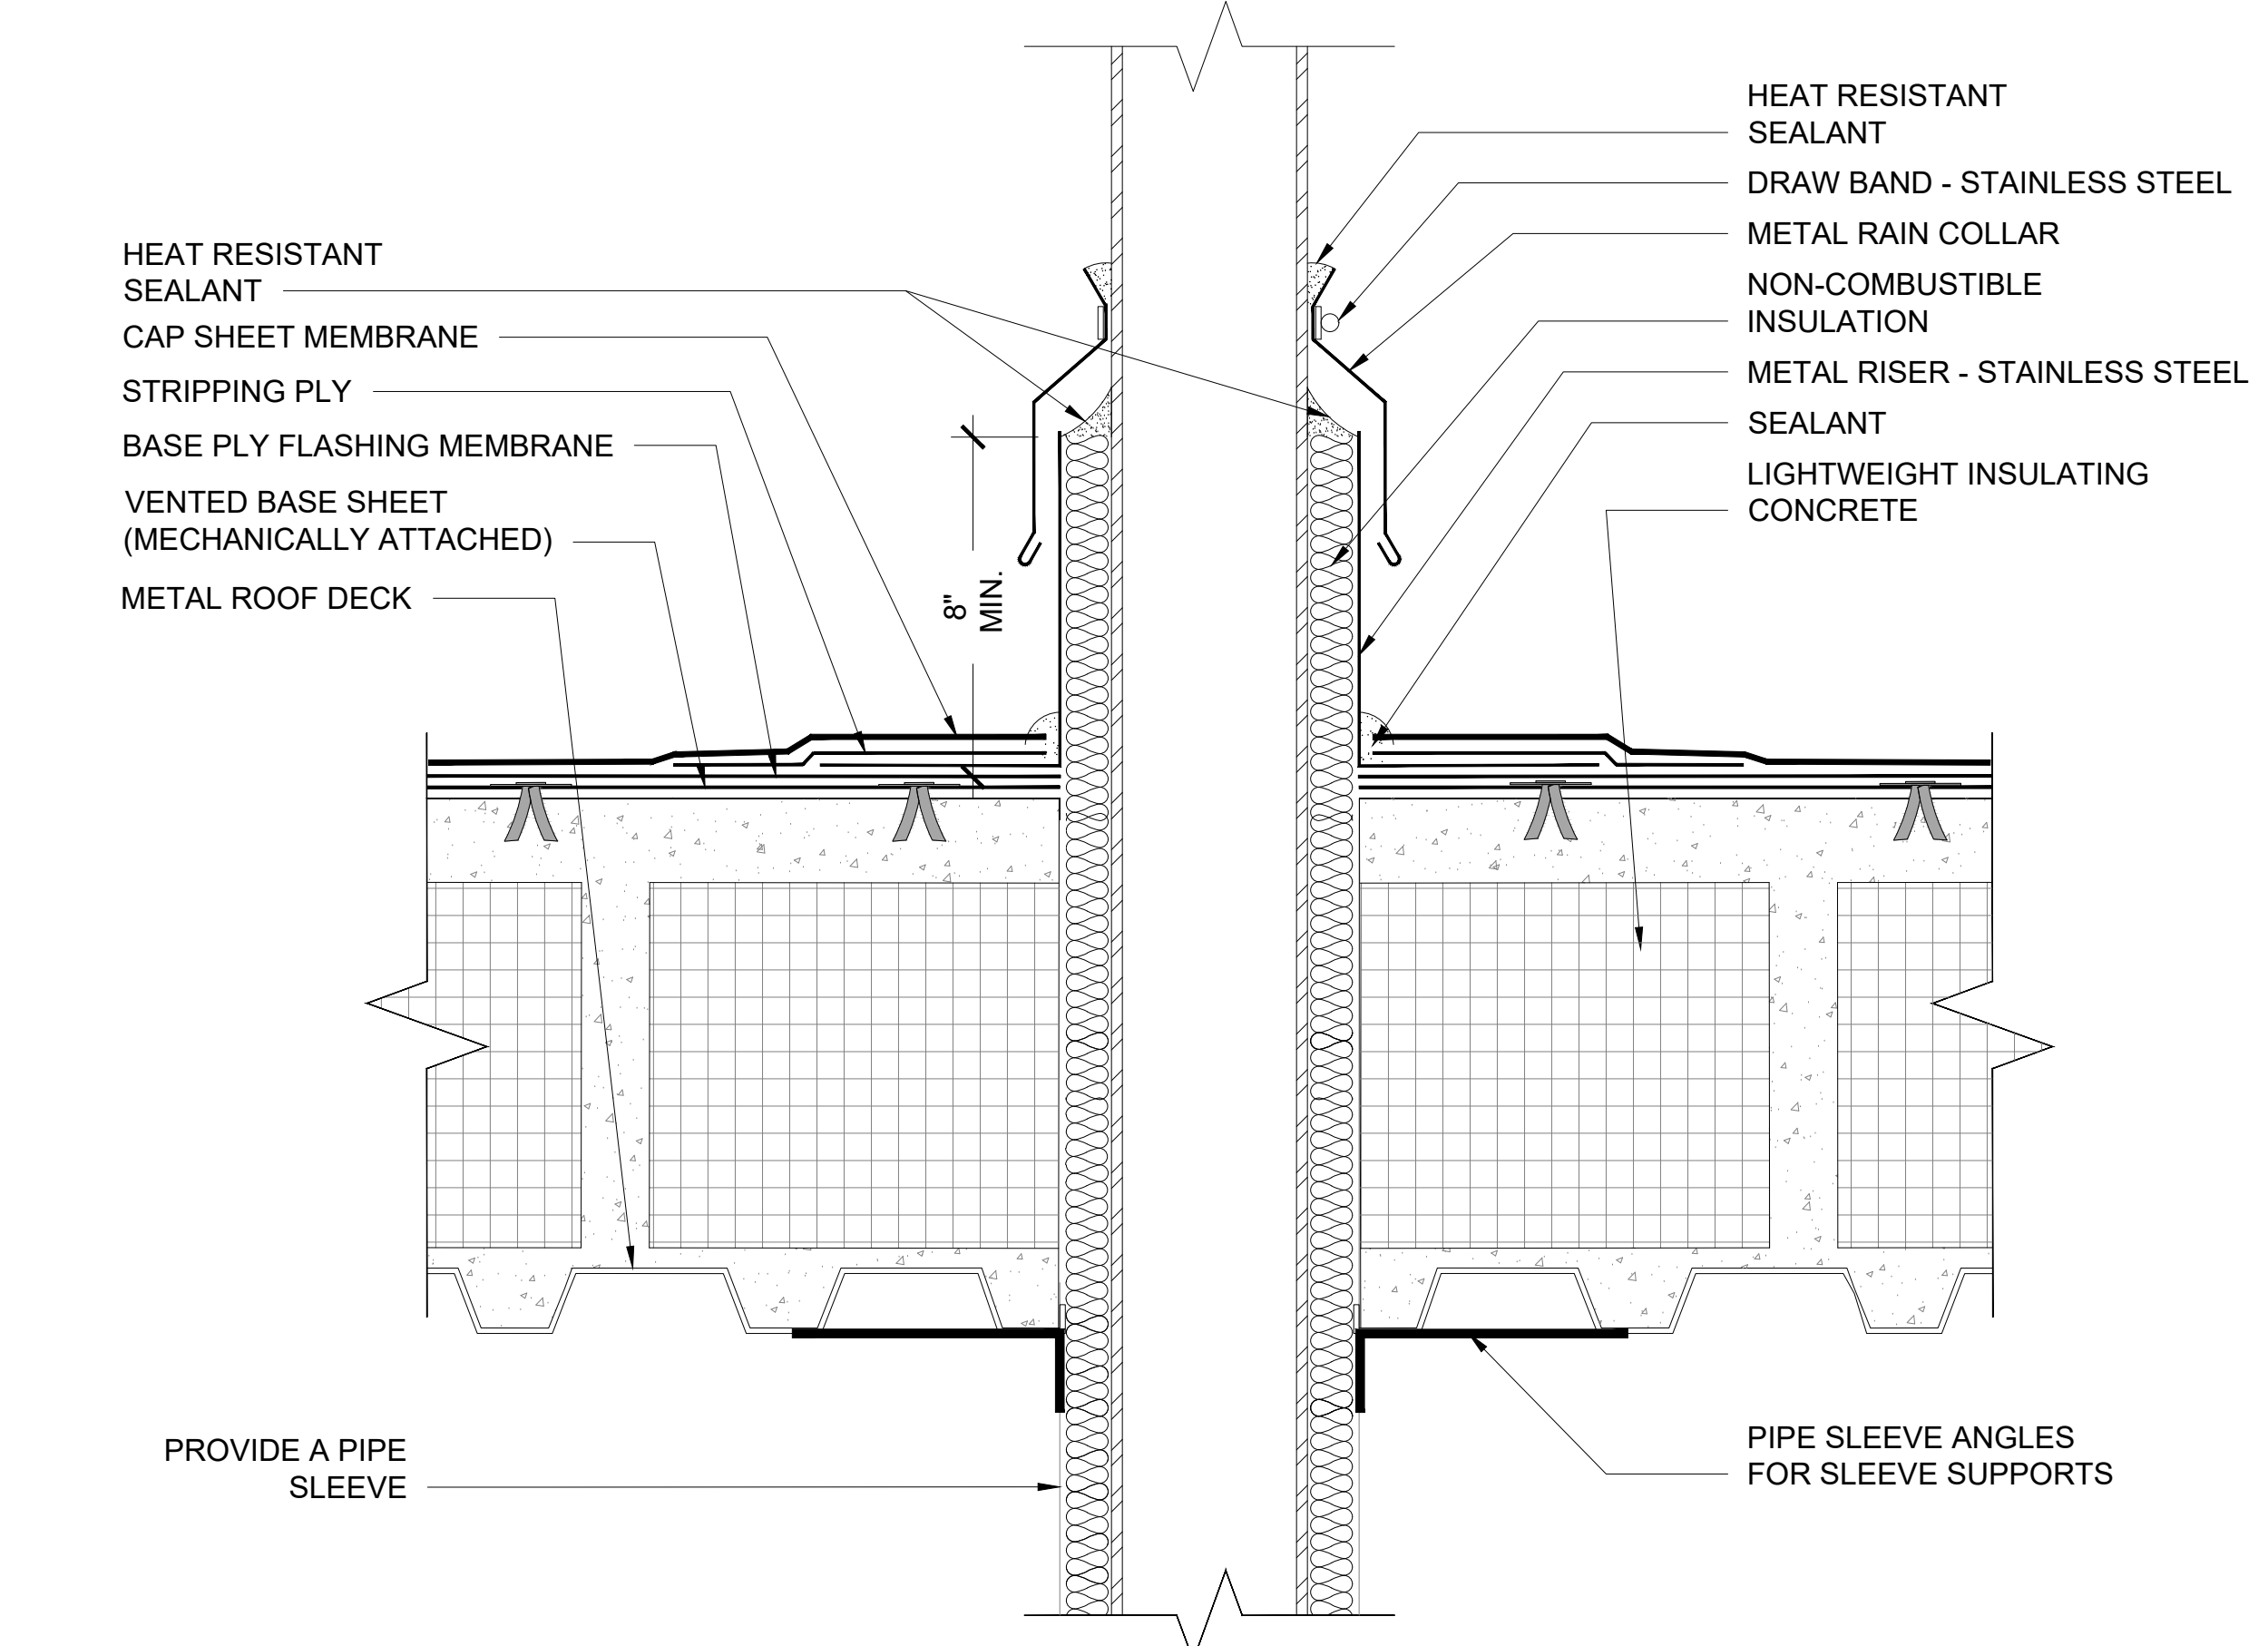 HEAT RESISTANT
SEALANT
CAP SHEET MEMBRANE
STRIPPING PLY
BASE PLY FLASHING MEMBRANE
VENTED BASE SHEET
(MECHANICALLY ATTACHED)
METAL ROOF DECK
8"
MIN.
HEAT RESISTANT
SEALANT
DRAW BAND - STAINLESS STEEL
METAL RAIN COLLAR
NON-COMBUSTIBLE
INSULATION
METAL RISER - STAINLESS STEEL
SEALANT
LIGHTWEIGHT INSULATING
CONCRETE
PROVIDE A PIPE
SLEEVE
PIPE SLEEVE ANGLES
FOR SLEEVE SUPPORTS